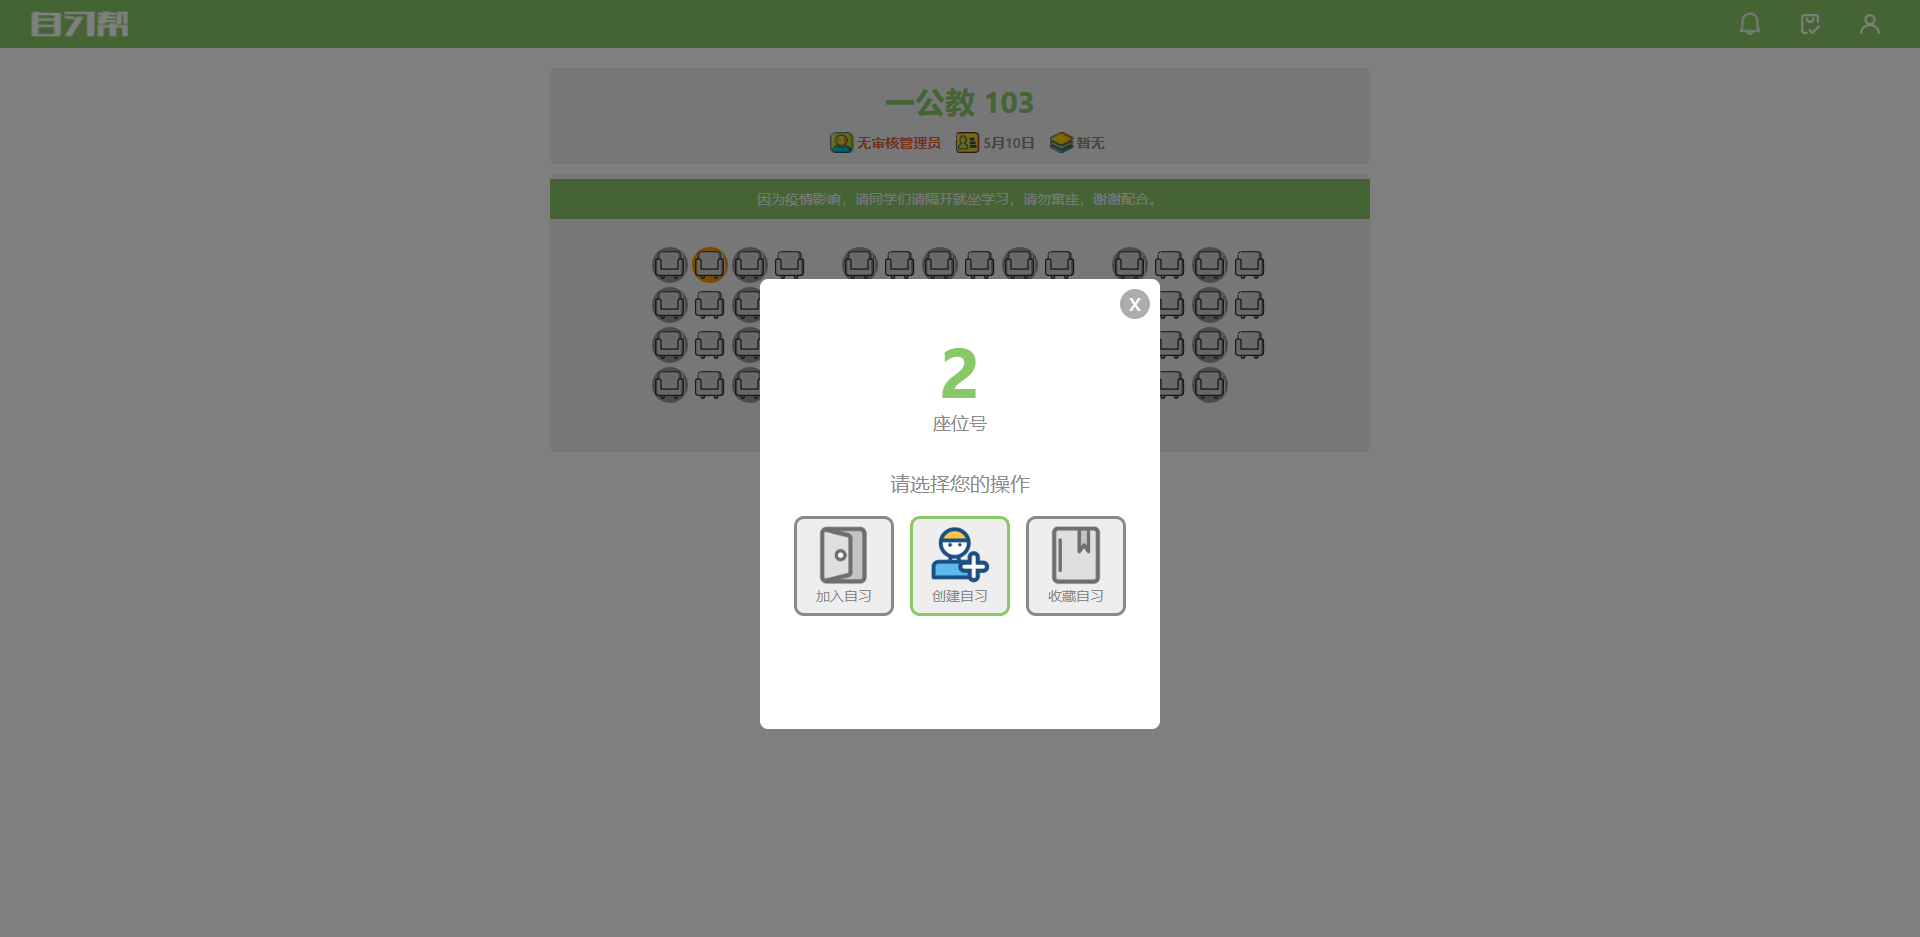 自习帮
一公教 103
无审核管理员 5月10日 暂无
因为疫情影响，请同学们请隔开就坐学习，请勿窜座，谢谢配合。
X
2
座位号
请选择您的操作
加入自习 创建自习 收藏自习